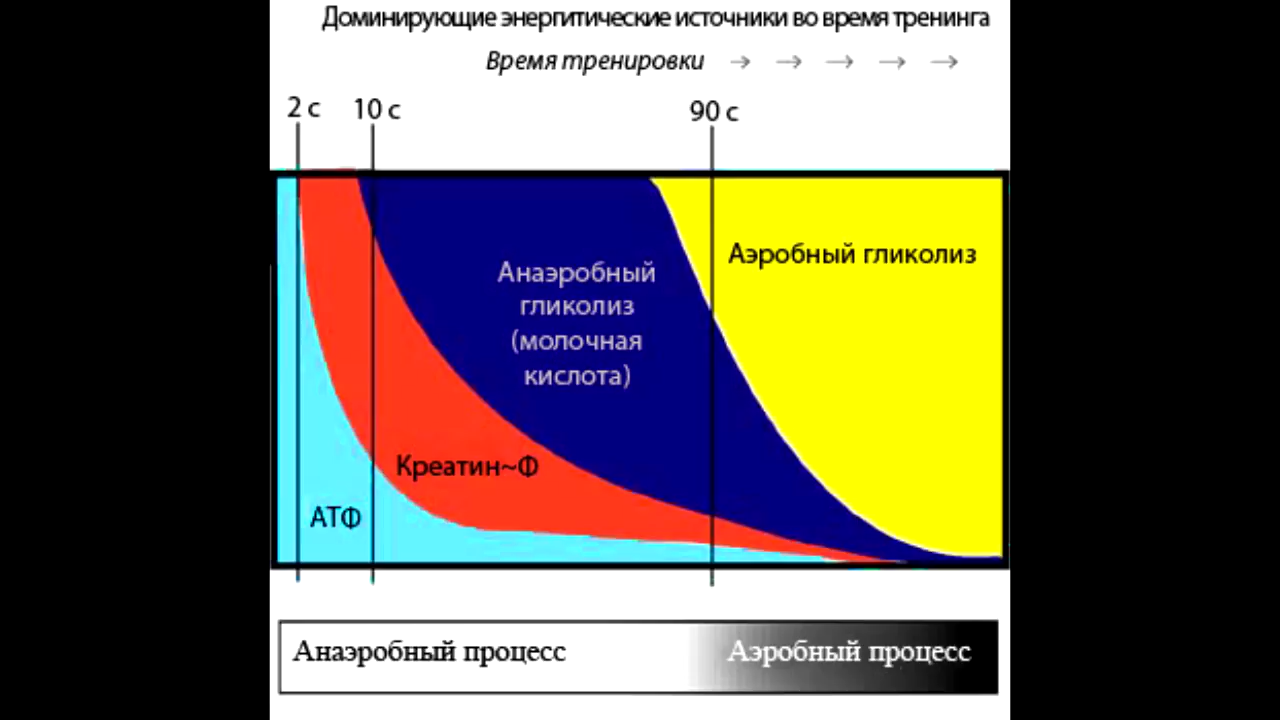 Доминирующие энергитические источники во время тренинга
Время тренировки → → → → →
2 с 10 с 90 с
Аэробный гликолиз
Анаэробный
гликолиз
(молочная
кислота)
Креатин~Ф
АТФ
Анаэробный процесс Аэробный процесс